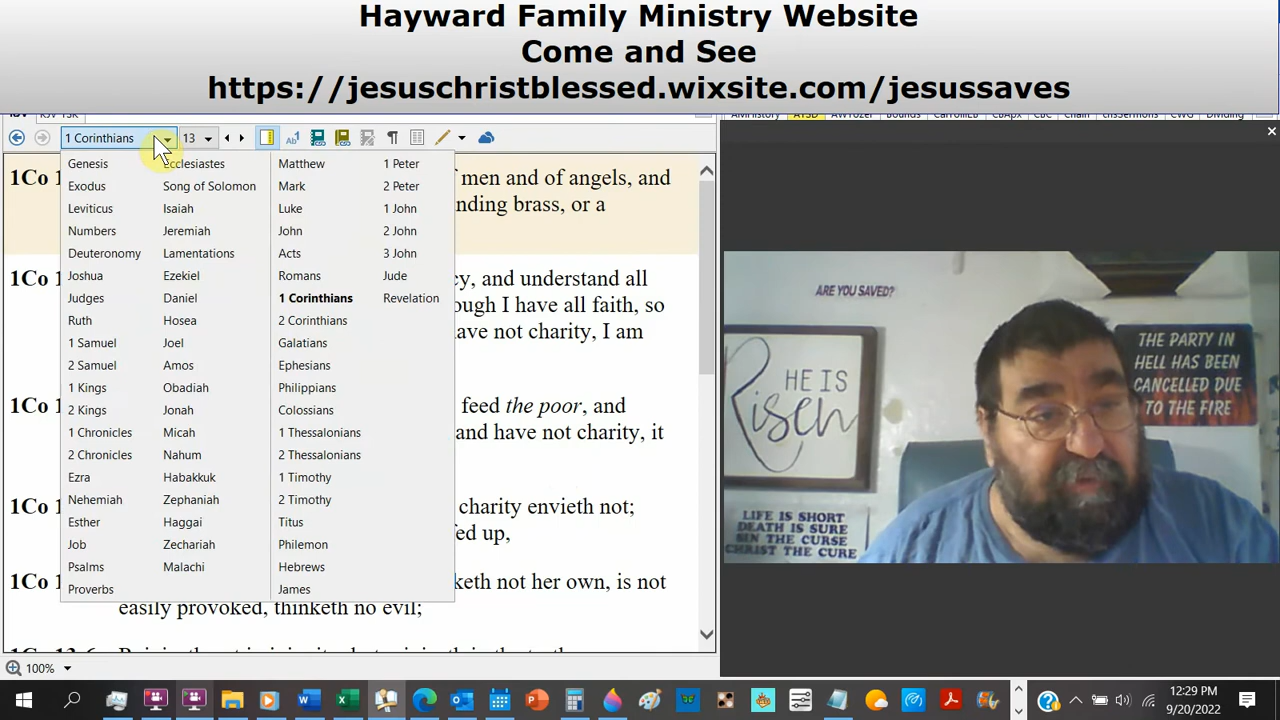 Hayward Family Ministry Website
Come and See
https://jesuschristblessed.wixsite.com/jesussaves
1 Corinthians 13
Genesis Ecclesiastes Matthew 1 Peter
Exodus Song of Solomon Mark 2 Peter
Leviticus Isaiah Luke 1 John
Numbers Jeremiah John 2 John
Deuteronomy Lamentations Acts 3 John
Joshua Ezekiel Romans Jude
Judges Daniel 1 Corinthians Revelation
Ruth Hosea 2 Corinthians
1 Samuel Joel Galatians
2 Samuel Amos Ephesians
1 Kings Obadiah Philippians
2 Kings Jonah Colossians
1 Chronicles Micah 1 Thessalonians
2 Chronicles Nahum 2 Thessalonians
Ezra Habakkuk 1 Timothy
Nehemiah Zephaniah 2 Timothy
Esther Haggai Titus
Job Zechariah Philemon
Psalms Malachi Hebrews
Proverbs James
1Co 1 f men and of angels, and
nding brass, or a
1Co 1 cy, and understand all
ough I have all faith, so
ave not charity, I am
1Co 1 feed the poor, and
and have not charity, it
1Co 1 charity envieth not;
fed up,
1Co 1 keth not her own, is not
easily provoked, thinketh no evil;
100%
ARE YOU SAVED?
HE IS
Risen
THE PARTY IN
HELL HAS BEEN
CANCELLED DUE
TO THE FIRE
LIFE IS SHORT
DEATH IS SURE
SIN THE CURSE
CHRIST THE CURE
12:29 PM
9/20/2022